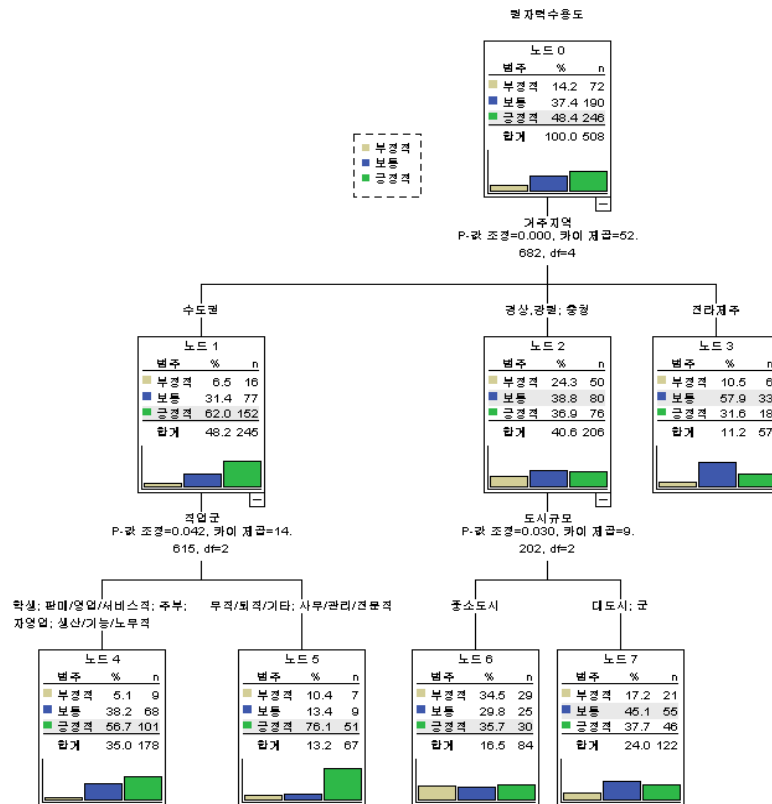 원자력수용도
노드 0
범주 % n
부정적 14.2 72
보통 37.4 190
긍정적 48.4 246
합계 100.0 508
부정적
보통
긍정적
거주지역
P-값 조정=0.000, 카이 제곱=52.
682, df=4
수도권 경상,강원; 충청 전라제주
노드 1
범주 % n
부정적 6.5 16
보통 31.4 77
긍정적 62.0 152
합계 48.2 245
노드 2
범주 % n
부정적 24.3 50
보통 38.8 80
긍정적 36.9 76
합계 40.6 206
노드 3
범주 % n
부정적 10.5 6
보통 57.9 33
긍정적 31.6 18
합계 11.2 57
직업군
P-값 조정=0.042, 카이 제곱=14.
615, df=2
도시규모
P-값 조정=0.030, 카이 제곱=9.
202, df=2
학생; 판매/영업/서비스직; 주부;
자영업; 생산/기능/노무직
무직/퇴직/기타; 사무/관리/전문직
중소도시
대도시; 군
노드 4
범주 % n
부정적 5.1 9
보통 38.2 68
긍정적 56.7 101
합계 35.0 178
노드 5
범주 % n
부정적 10.4 7
보통 13.4 9
긍정적 76.1 51
합계 13.2 67
노드 6
범주 % n
부정적 34.5 29
보통 29.8 25
긍정적 35.7 30
합계 16.5 84
노드 7
범주 % n
부정적 17.2 21
보통 45.1 55
긍정적 37.7 46
합계 24.0 122